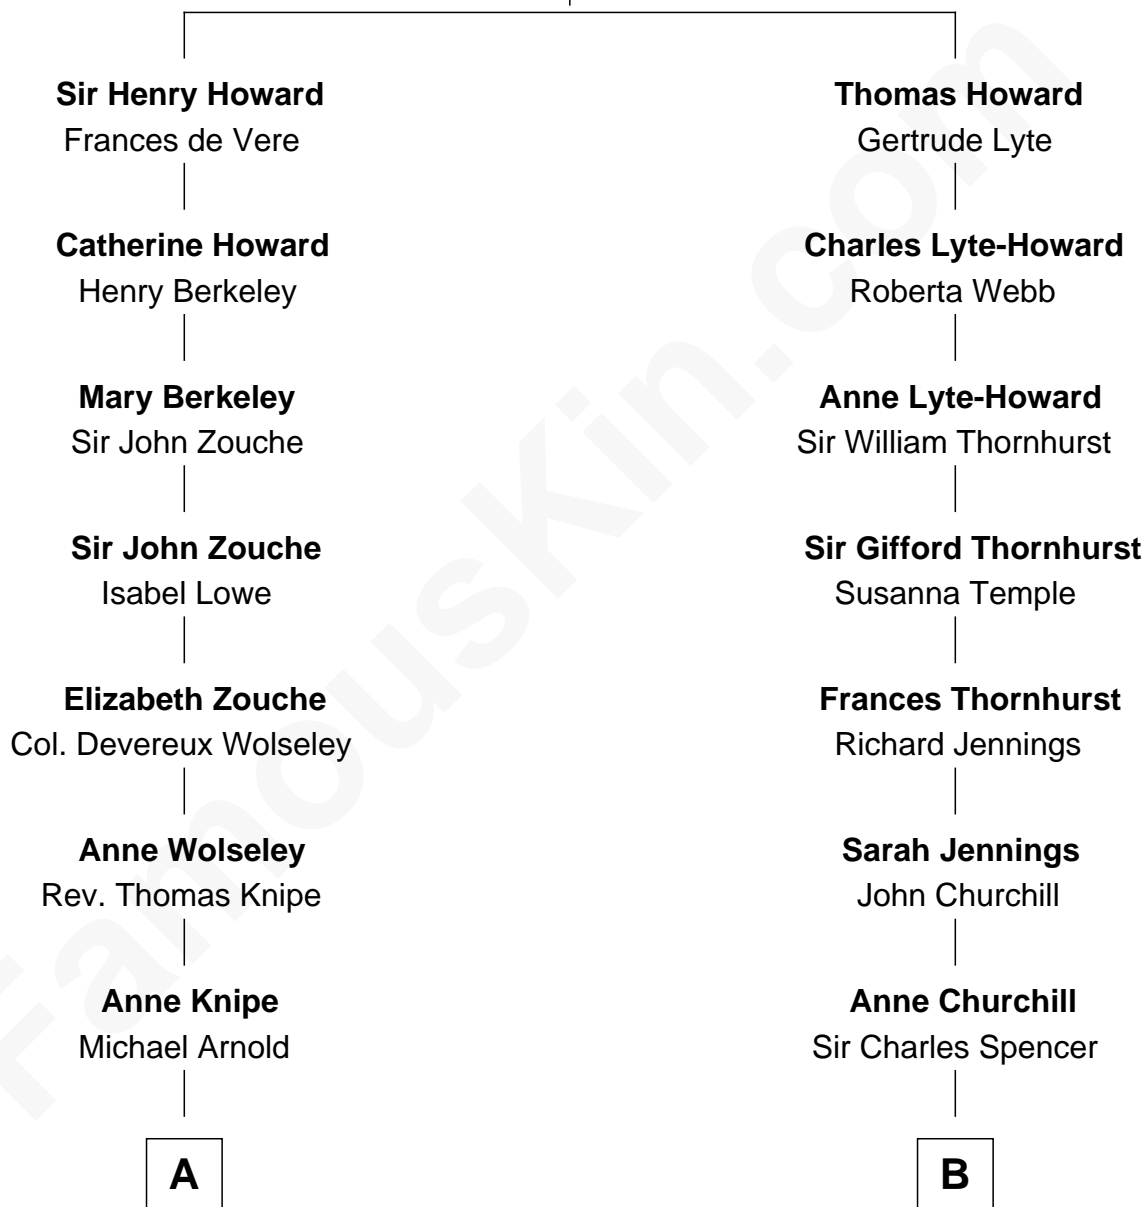 Sir Henry Howard
Frances de Vere
Catherine Howard
Henry Berkeley
Mary Berkeley
Sir John Zouche
Sir John Zouche
Isabel Lowe
Elizabeth Zouche
Col. Devereux Wolseley
Anne Wolseley
Rev. Thomas Knipe
Anne Knipe
Michael Arnold
A
Thomas Howard
Gertrude Lyte
Charles Lyte-Howard
Roberta Webb
Anne Lyte-Howard
Sir William Thornhurst
Sir Gifford Thornhurst
Susanna Temple
Frances Thornhurst
Richard Jennings
Sarah Jennings
John Churchill
Anne Churchill
Sir Charles Spencer
B
FamousKin.com